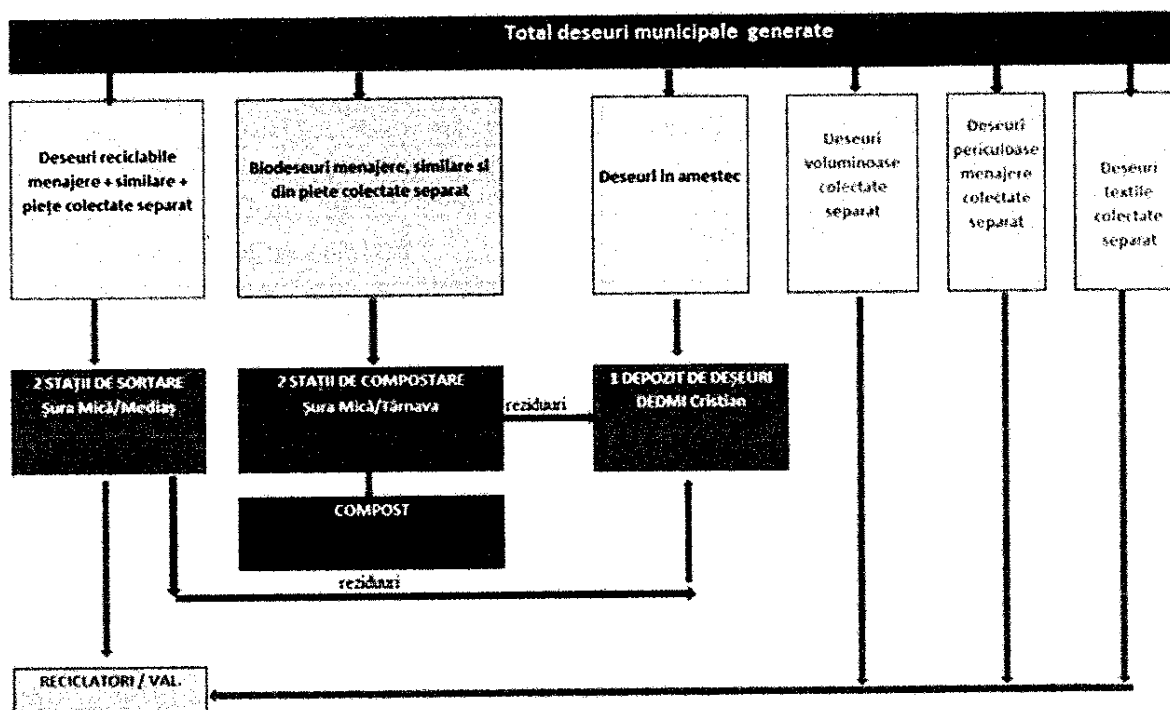 Total deseuri municipale generate
Deseuri reciclabile
menajere + similare +
piețe colectate separat
Biodeseuri menajere, similare si
din piete colectate separat
Deseuri in amestec
Deseuri
voluminoase
colectate
separat
Deseuri
periculoase
menajere
colectate
separat
Deseuri
textile
colectate
separat
2 STAȚII DE SORTARE
Șura Mică/Mediaș
2 STAȚII DE COMPOSTARE
Șura Mică/Târnava
reziduuri
1 DEPOZIT DE DEȘEURI
DEDMI Cristian
COMPOST
reziduuri
RECICLATORI / VAL.